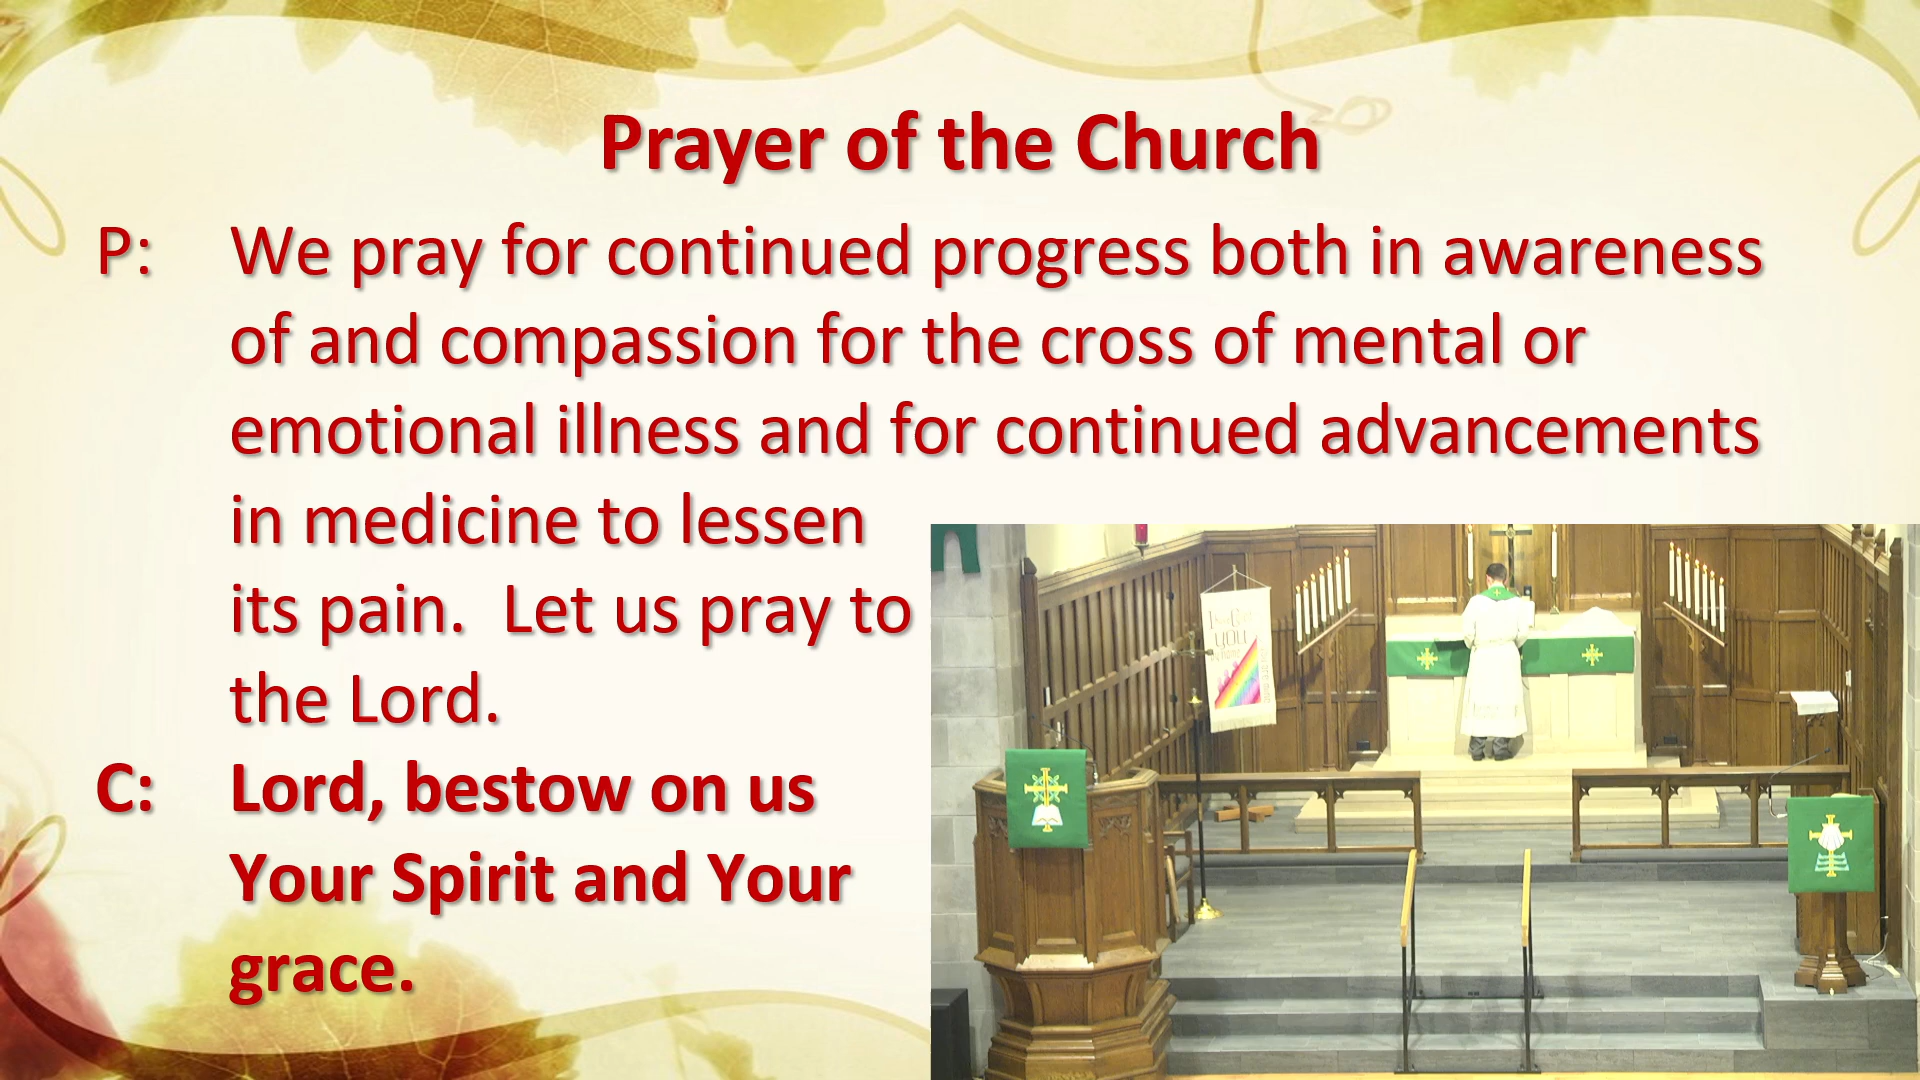 Prayer of the Church
P: We pray for continued progress both in awareness
of and compassion for the cross of mental or
emotional illness and for continued advancements
in medicine to lessen
its pain.  Let us pray to
the Lord.
C: Lord, bestow on us
Your Spirit and Your
grace.
YOU